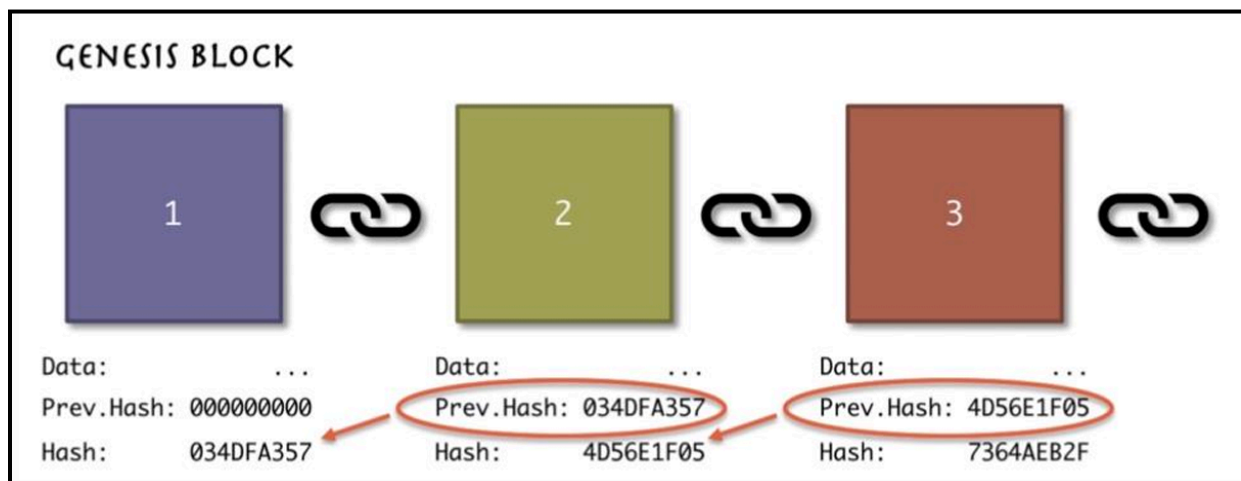 GENESIS BLOCK
1
2
3
Data: ...
Prev.Hash: 000000000
Hash: 034DFA357
Data: ...
Prev.Hash: 034DFA357
Hash: 4D56E1F05
Data: ...
Prev.Hash: 4D56E1F05
Hash: 7364AEB2F